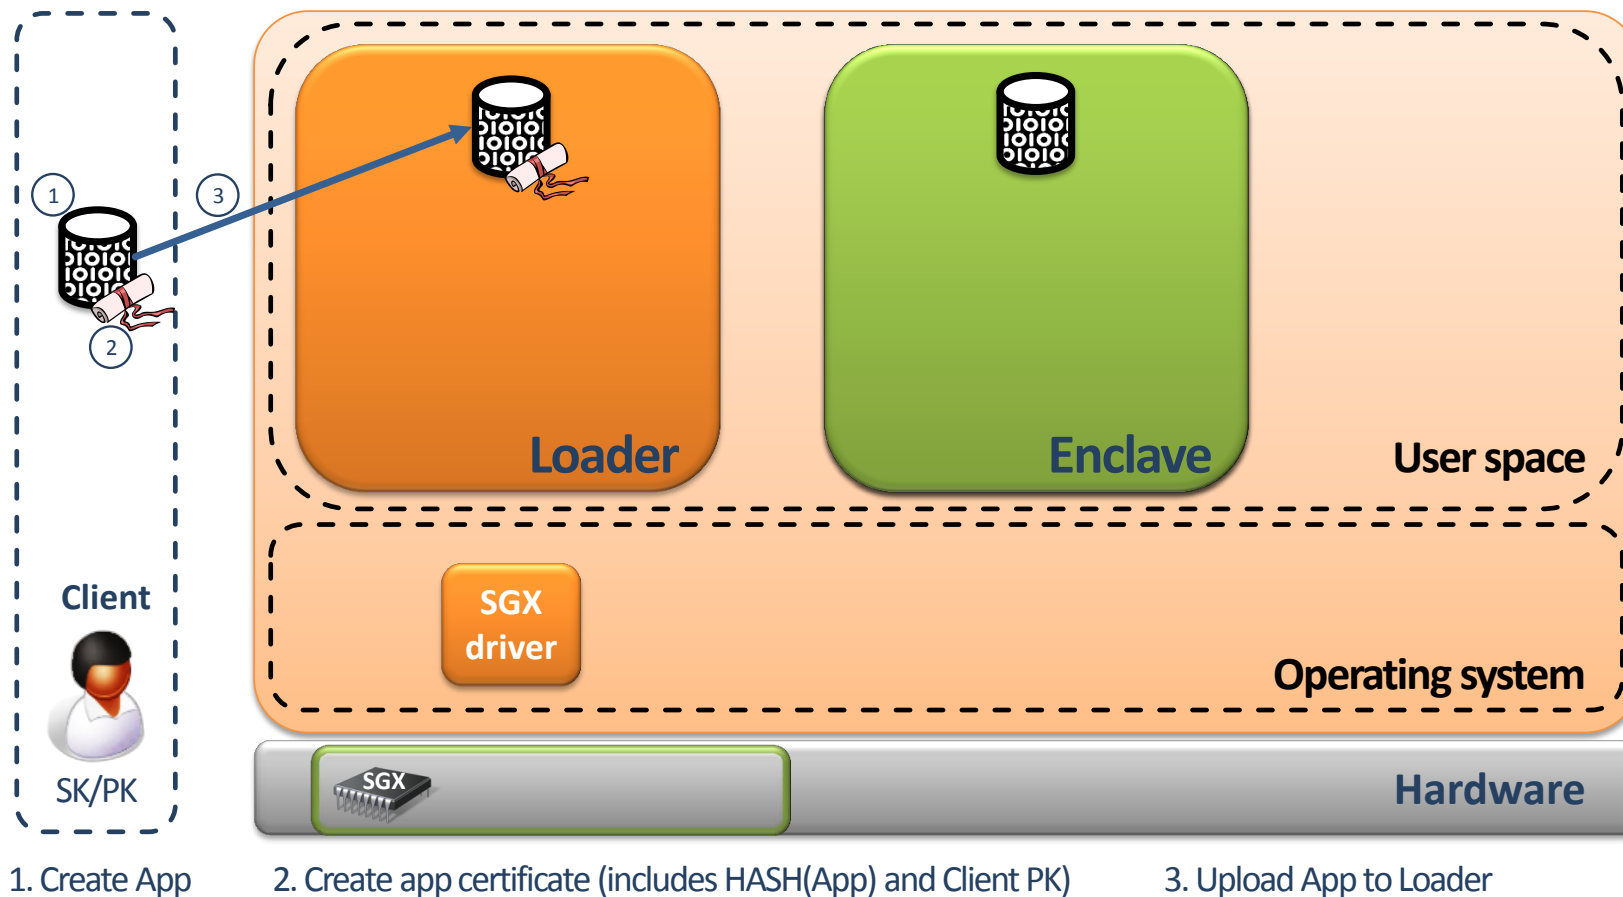 1
3
2
Loader
Enclave
User space
Client
SGX
driver
Operating system
SK/PK
SGX
Hardware
1. Create App
2. Create app certificate (includes HASH(App) and Client PK)
3. Upload App to Loader